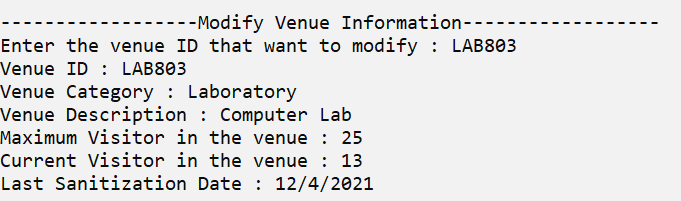 ------------------Modify Venue Information------------------
Enter the venue ID that want to modify : LAB803
Venue ID : LAB803
Venue Category : Laboratory
Venue Description : Computer Lab
Maximum Visitor in the venue : 25
Current Visitor in the venue : 13
Last Sanitization Date : 12/4/2021